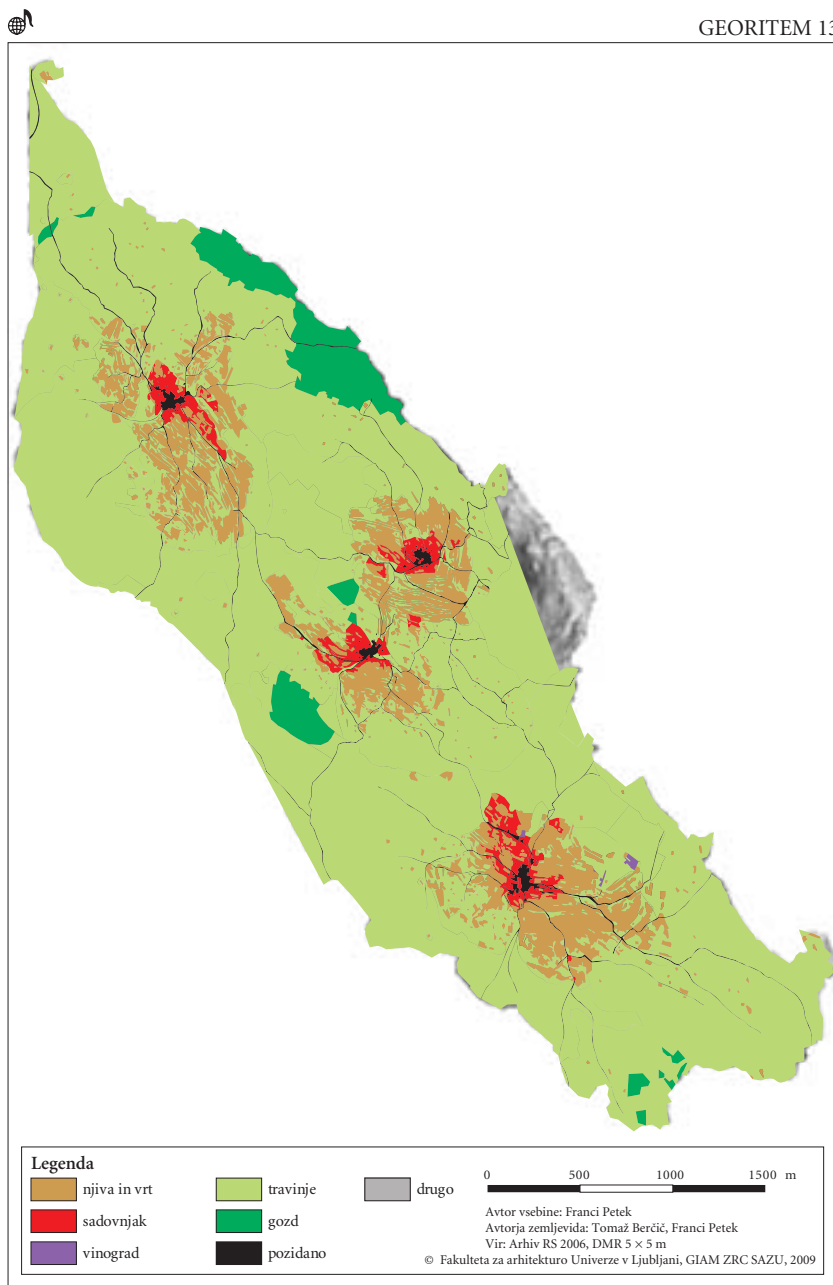 GEORITEM 13
Legenda
njiva in vrt
sadovnjak
vinograd
travinje
gozd
pozidano
drugo
0 500 1000 1500 m
Avtor vsebine: Franci Petek
Avtorja zemljevida: Tomaž Berčič, Franci Petek
Vir: Arhiv RS 2006, DMR 5 × 5 m
© Fakulteta za arhitekturo Univerze v Ljubljani, GIAM ZRC SAZU, 2009